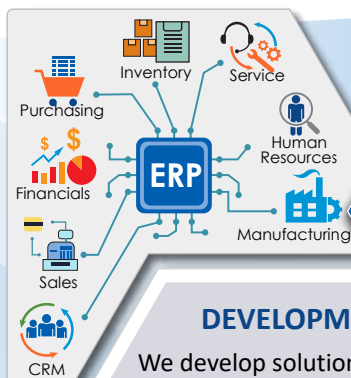 Inventory
Service
Purchasing
Human
Resources
ERP
Financials
Manufacturing
Sales
CRM
DEVELOPM
We develop solution